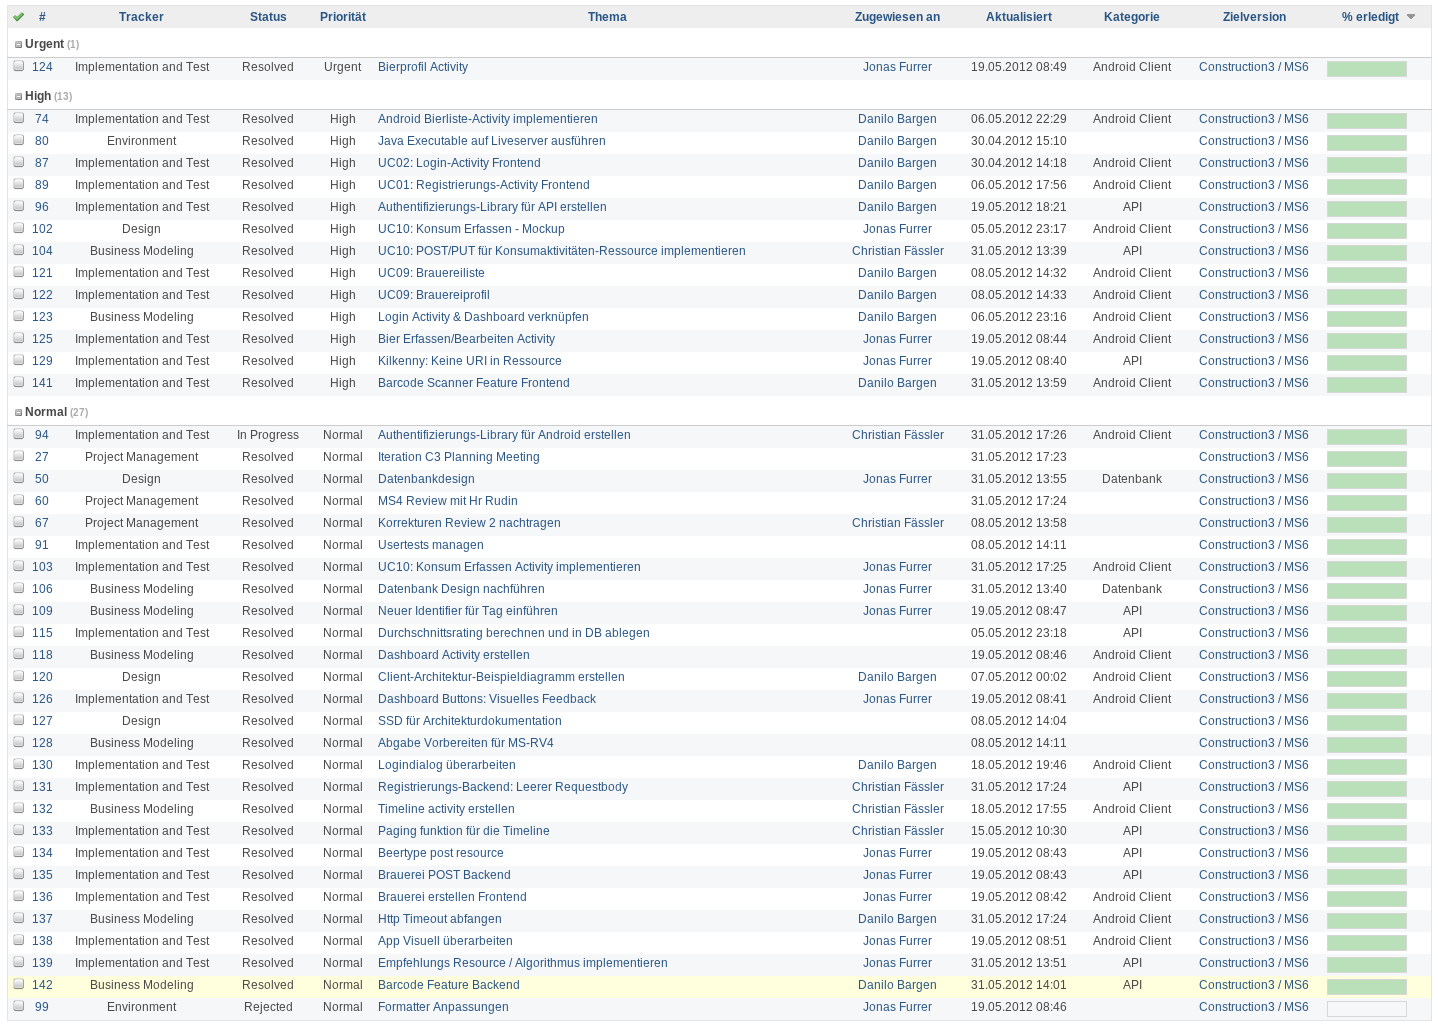 # Tracker Status Priorität Thema Zugewiesen an Aktualisiert Kategorie Zielversion % erledigt
Urgent (1)
124 Implementation and Test Resolved Urgent Bierprofil Activity Jonas Furrer 19.05.2012 08:49 Android Client Construction3 / MS6
High (13)
74 Implementation and Test Resolved High Android Bierliste-Activity implementieren Danilo Bargen 06.05.2012 22:29 Android Client Construction3 / MS6
80 Environment Resolved High Java Executable auf Liveserver ausführen Danilo Bargen 30.04.2012 15:10 Construction3 / MS6
87 Implementation and Test Resolved High UC02: Login-Activity Frontend Danilo Bargen 30.04.2012 14:18 Android Client Construction3 / MS6
89 Implementation and Test Resolved High UC01: Registrierungs-Activity Frontend Danilo Bargen 06.05.2012 17:56 Android Client Construction3 / MS6
96 Implementation and Test Resolved High Authentifizierungs-Library für API erstellen Danilo Bargen 19.05.2012 18:21 API Construction3 / MS6
102 Design Resolved High UC10: Konsum Erfassen - Mockup Jonas Furrer 05.05.2012 23:17 Android Client Construction3 / MS6
104 Business Modeling Resolved High UC10: POST/PUT für Konsumaktivitäten-Ressource implementieren Christian Fässler 31.05.2012 13:39 API Construction3 / MS6
121 Implementation and Test Resolved High UC09: Brauereiliste Danilo Bargen 08.05.2012 14:32 Android Client Construction3 / MS6
122 Implementation and Test Resolved High UC09: Brauereiprofil Danilo Bargen 08.05.2012 14:33 Android Client Construction3 / MS6
123 Business Modeling Resolved High Login Activity & Dashboard verknüpfen Danilo Bargen 06.05.2012 23:16 Android Client Construction3 / MS6
125 Implementation and Test Resolved High Bier Erfassen/Bearbeiten Activity Jonas Furrer 19.05.2012 08:44 Android Client Construction3 / MS6
129 Implementation and Test Resolved High Kilkenny: Keine URI in Ressource Jonas Furrer 19.05.2012 08:40 API Construction3 / MS6
141 Implementation and Test Resolved High Barcode Scanner Feature Frontend Danilo Bargen 31.05.2012 13:59 Android Client Construction3 / MS6
Normal (27)
94 Implementation and Test In Progress Normal Authentifizierungs-Library für Android erstellen Christian Fässler 31.05.2012 17:26 Android Client Construction3 / MS6
27 Project Management Resolved Normal Iteration C3 Planning Meeting 31.05.2012 17:23 Construction3 / MS6
50 Design Resolved Normal Datenbankdesign Jonas Furrer 31.05.2012 13:55 Datenbank Construction3 / MS6
60 Project Management Resolved Normal MS4 Review mit Hr Rudin 31.05.2012 17:24 Construction3 / MS6
67 Project Management Resolved Normal Korrekturen Review 2 nachtragen Christian Fässler 08.05.2012 13:58 Construction3 / MS6
91 Implementation and Test Resolved Normal Usertests managen 08.05.2012 14:11 Construction3 / MS6
103 Implementation and Test Resolved Normal UC10: Konsum Erfassen Activity implementieren Jonas Furrer 31.05.2012 17:25 Android Client Construction3 / MS6
106 Business Modeling Resolved Normal Datenbank Design nachführen Jonas Furrer 31.05.2012 13:40 Datenbank Construction3 / MS6
109 Business Modeling Resolved Normal Neuer Identifier für Tag einführen Jonas Furrer 19.05.2012 08:47 API Construction3 / MS6
115 Implementation and Test Resolved Normal Durchschnittsrating berechnen und in DB ablegen 05.05.2012 23:18 API Construction3 / MS6
118 Business Modeling Resolved Normal Dashboard Activity erstellen 19.05.2012 08:46 Android Client Construction3 / MS6
120 Design Resolved Normal Client-Architektur-Beispieldiagramm erstellen Danilo Bargen 07.05.2012 00:02 Android Client Construction3 / MS6
126 Implementation and Test Resolved Normal Dashboard Buttons: Visuelles Feedback Jonas Furrer 19.05.2012 08:41 Android Client Construction3 / MS6
127 Design Resolved Normal SSD für Architekturdokumentation 08.05.2012 14:04 Construction3 / MS6
128 Business Modeling Resolved Normal Abgabe Vorbereiten für MS-RV4 08.05.2012 14:11 Construction3 / MS6
130 Implementation and Test Resolved Normal Logindialog überarbeiten Danilo Bargen 18.05.2012 19:46 Android Client Construction3 / MS6
131 Implementation and Test Resolved Normal Registrierungs-Backend: Leerer Requestbody Christian Fässler 31.05.2012 17:24 API Construction3 / MS6
132 Business Modeling Resolved Normal Timeline activity erstellen Christian Fässler 18.05.2012 17:55 Android Client Construction3 / MS6
133 Implementation and Test Resolved Normal Paging funktion für die Timeline Christian Fässler 15.05.2012 10:30 API Construction3 / MS6
134 Implementation and Test Resolved Normal Beertype post resource Jonas Furrer 19.05.2012 08:43 API Construction3 / MS6
135 Implementation and Test Resolved Normal Brauerei POST Backend Jonas Furrer 19.05.2012 08:43 API Construction3 / MS6
136 Implementation and Test Resolved Normal Brauerei erstellen Frontend Jonas Furrer 19.05.2012 08:42 Android Client Construction3 / MS6
137 Business Modeling Resolved Normal Http Timeout abfangen Danilo Bargen 31.05.2012 17:24 Android Client Construction3 / MS6
138 Implementation and Test Resolved Normal App Visuell überarbeiten Jonas Furrer 19.05.2012 08:51 Android Client Construction3 / MS6
139 Implementation and Test Resolved Normal Empfehlungs Resource / Algorithmus implementieren Jonas Furrer 31.05.2012 13:51 API Construction3 / MS6
142 Business Modeling Resolved Normal Barcode Feature Backend Danilo Bargen 31.05.2012 14:01 API Construction3 / MS6
99 Environment Rejected Normal Formatter Anpassungen Jonas Furrer 19.05.2012 08:46 Construction3 / MS6